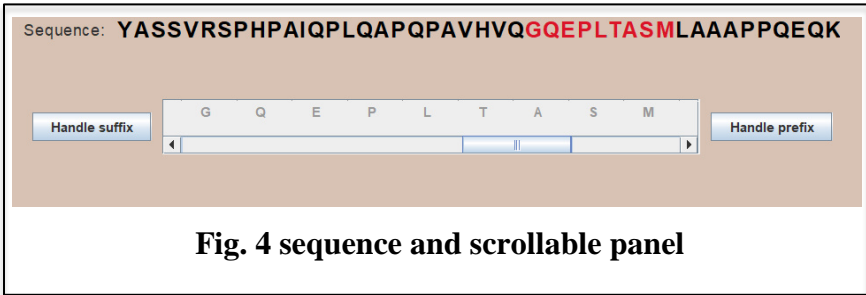 Sequence: YASSVRSPHPAIQPLQAPQPAVHVQGQEPLTASMLAAAPPQEQK
G Q E P L T A S M
Handle suffix Handle prefix
Fig. 4 sequence and scrollable panel